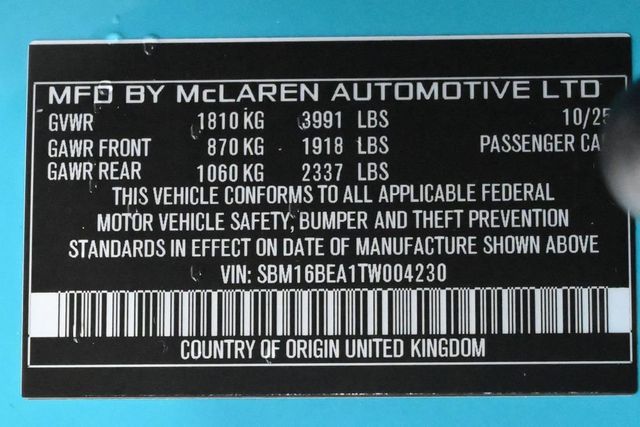 MFD BY McLAREN AUTOMOTIVE LTD
GVWR 1810 KG 3991 LBS 10/25
GAWR FRONT 870 KG 1918 LBS PASSENGER
GAWR REAR 1060 KG 2337 LBS
THIS VEHICLE CONFORMS TO ALL APPLICABLE FEDERAL
MOTOR VEHICLE SAFETY, BUMPER AND THEFT PREVENTION
STANDARDS IN EFFECT ON DATE OF MANUFACTURE SHOWN ABOVE
VIN: SBM16BEA1TW004230
COUNTRY OF ORIGIN UNITED KINGDOM